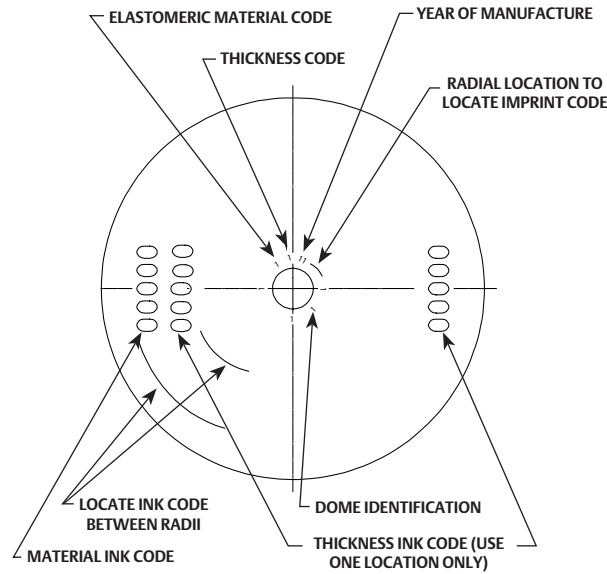 ELASTOMERIC MATERIAL CODE
YEAR OF MANUFACTURE
THICKNESS CODE
RADIAL LOCATION TO
LOCATE IMPRINT CODE
LOCATE INK CODE
BETWEEN RADII
DOME IDENTIFICATION
MATERIAL INK CODE
THICKNESS INK CODE (USE
ONE LOCATION ONLY)